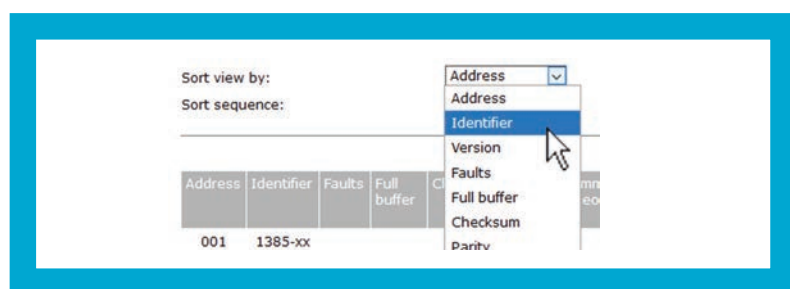 Sort view by:
Address
Sort sequence:
Address
Identifier
Version
Faults
Full buffer
Checksum
Parity
Address Identifier Faults Full buffer
001 1385-xx